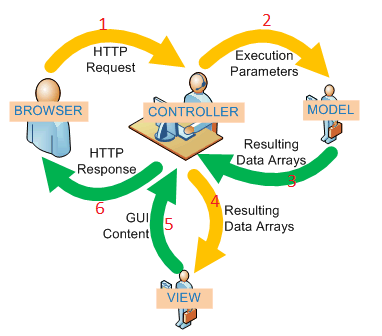 1
HTTP
Request
2
Execution
Parameters
BROWSER
CONTROLLER
MODEL
HTTP
Response
6
Resulting
Data Arrays
3
GUI
Content
5
4
Resulting
Data Arrays
VIEW